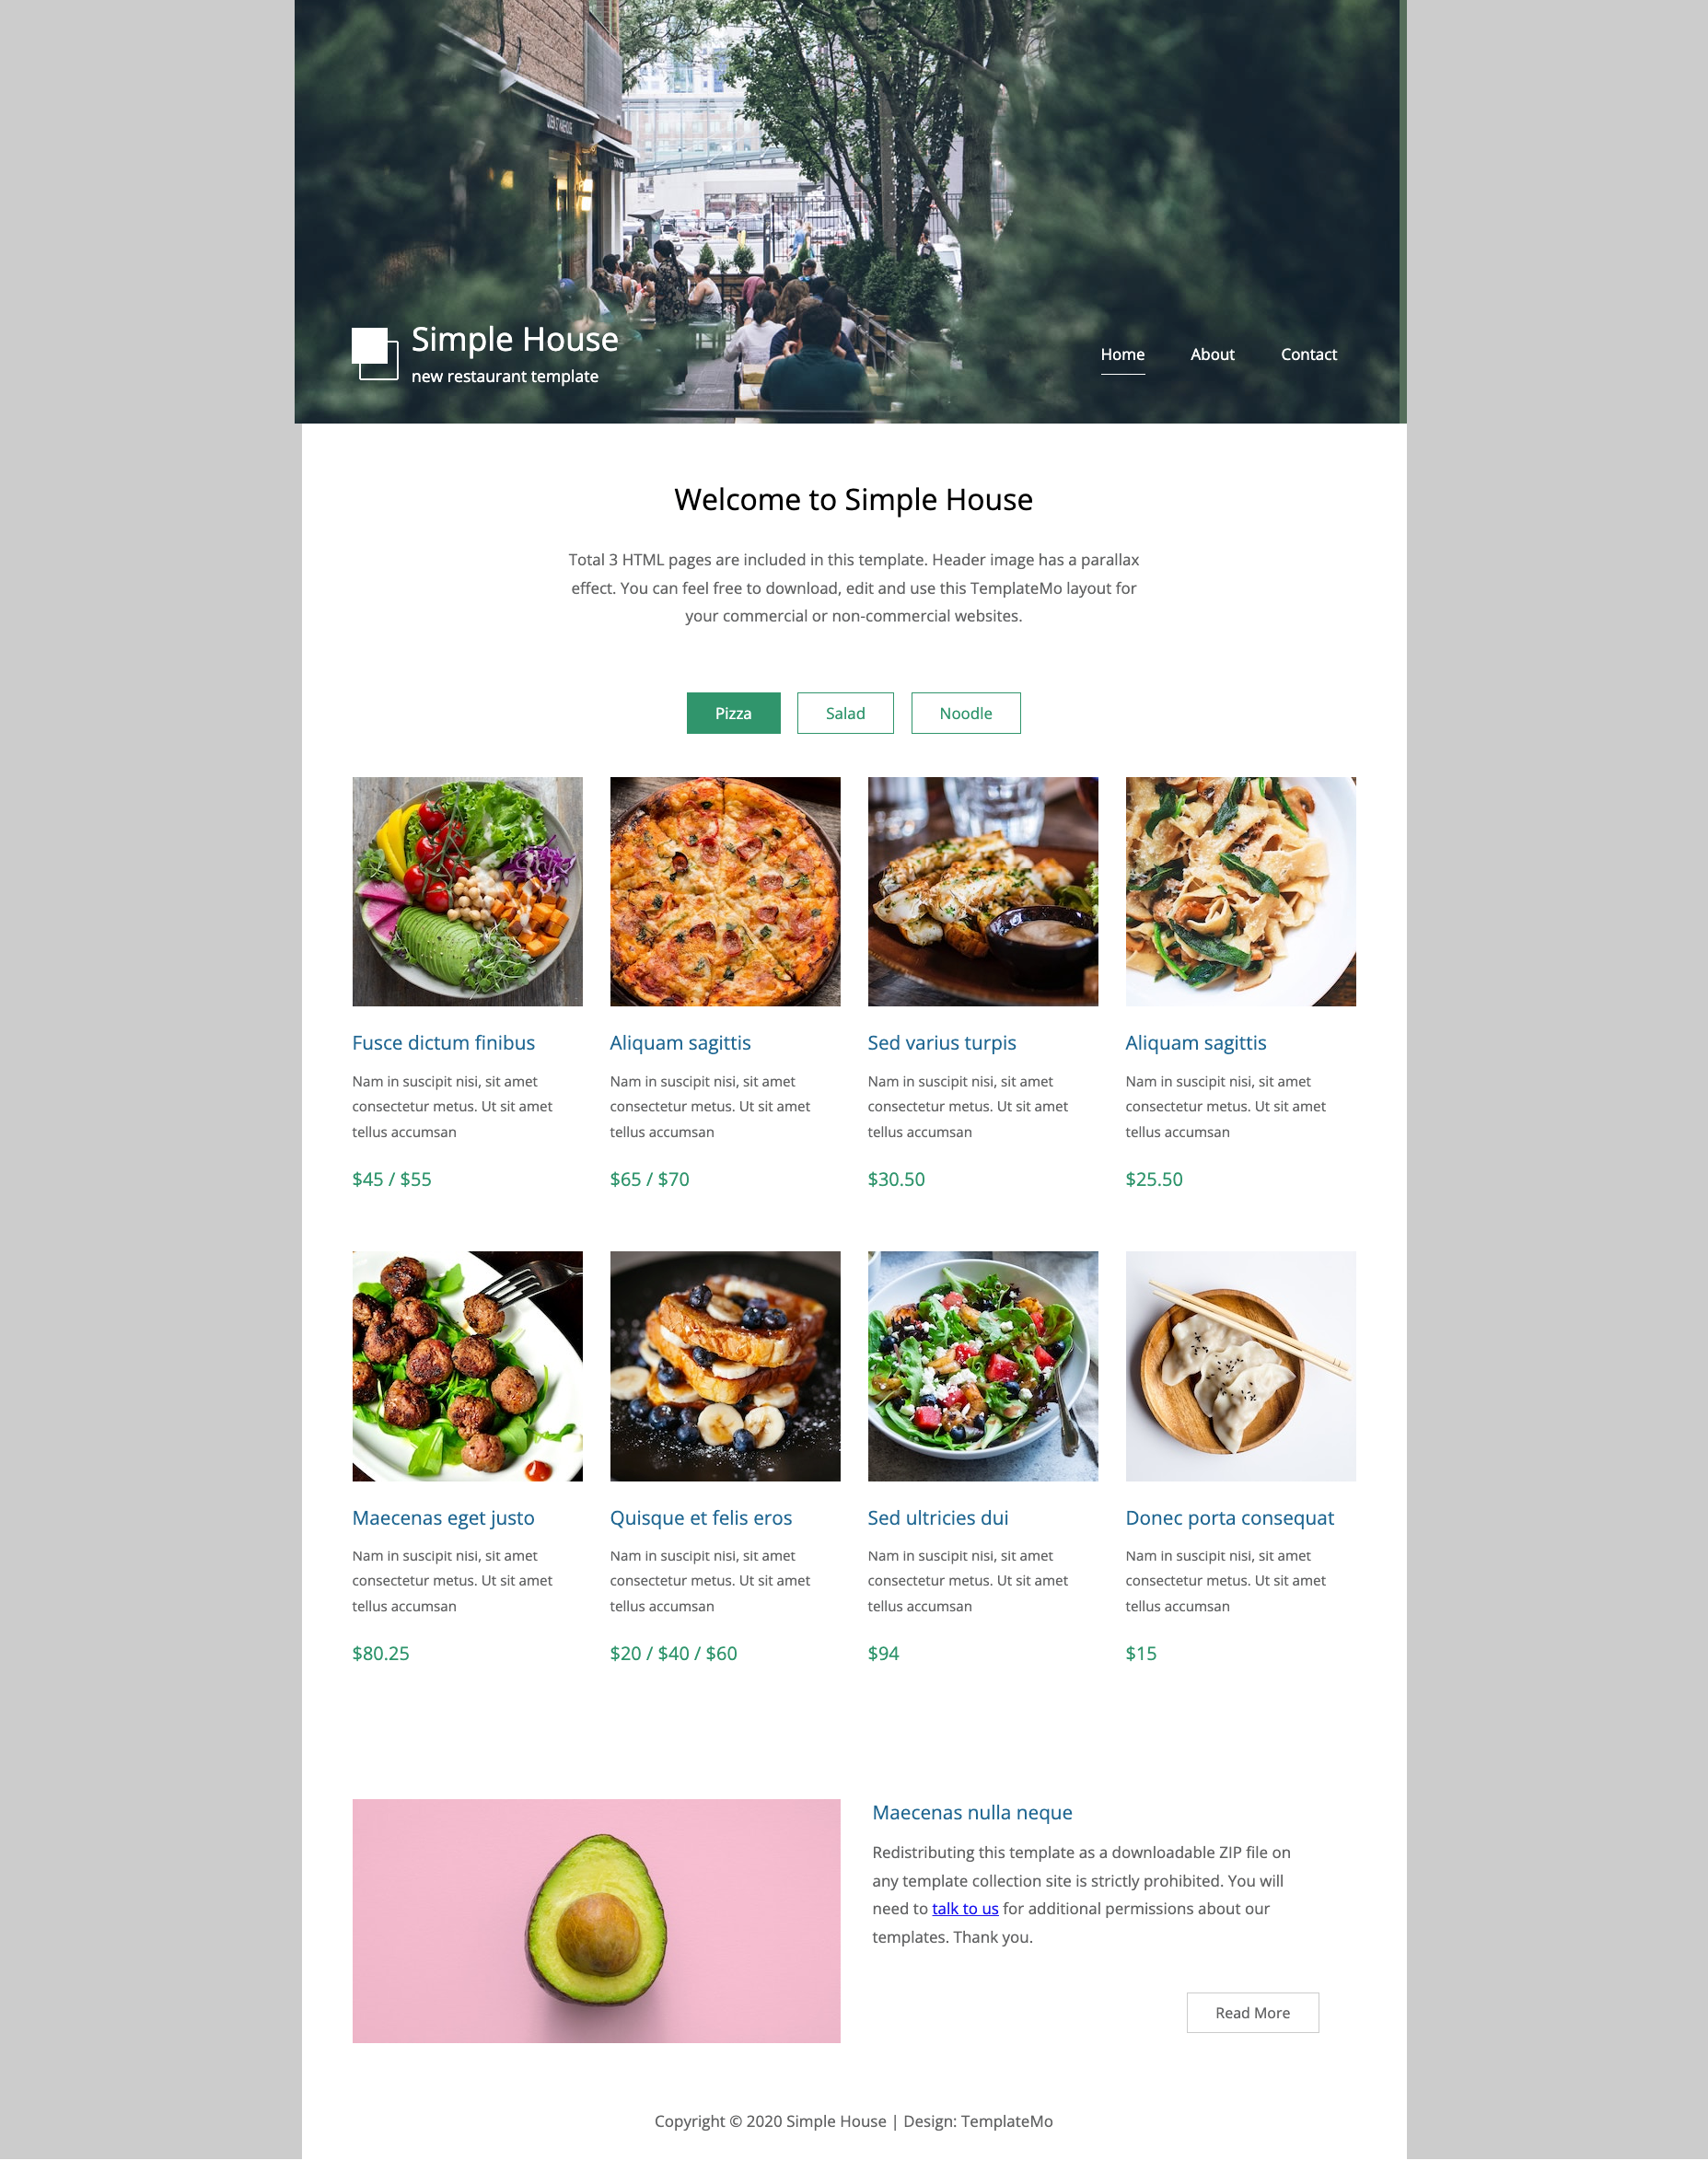 Simple House
new restaurant template
Home
About
Contact
Welcome to Simple House
Total 3 HTML pages are included in this template. Header image has a parallax
effect. You can feel free to download, edit and use this TemplateMo layout for
your commercial or non-commercial websites.
Pizza
Salad
Noodle
Fusce dictum finibus
Nam in suscipit nisi, sit amet
consectetur metus. Ut sit amet
tellus accumsan
$45 / $55
Aliquam sagittis
Nam in suscipit nisi, sit amet
consectetur metus. Ut sit amet
tellus accumsan
$65 / $70
Sed varius turpis
Nam in suscipit nisi, sit amet
consectetur metus. Ut sit amet
tellus accumsan
$30.50
Aliquam sagittis
Nam in suscipit nisi, sit amet
consectetur metus. Ut sit amet
tellus accumsan
$25.50
Maecenas eget justo
Nam in suscipit nisi, sit amet
consectetur metus. Ut sit amet
tellus accumsan
$80.25
Quisque et felis eros
Nam in suscipit nisi, sit amet
consectetur metus. Ut sit amet
tellus accumsan
$20 / $40 / $60
Sed ultricies dui
Nam in suscipit nisi, sit amet
consectetur metus. Ut sit amet
tellus accumsan
$94
Donec porta consequat
Nam in suscipit nisi, sit amet
consectetur metus. Ut sit amet
tellus accumsan
$15
Maecenas nulla neque
Redistributing this template as a downloadable ZIP file on
any template collection site is strictly prohibited. You will
need to talk to us for additional permissions about our
templates. Thank you.
Read More
Copyright © 2020 Simple House | Design: TemplateMo